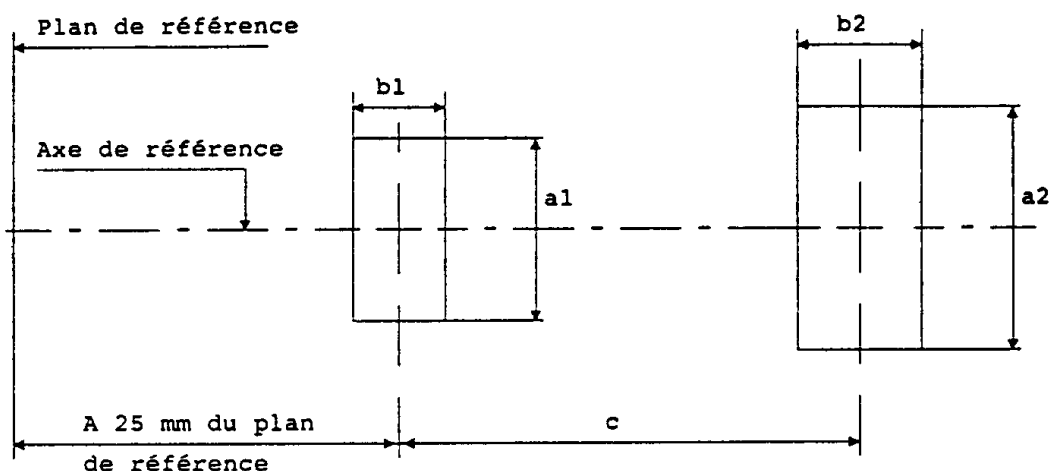 Plan de référence
b2
b1
Axe de référence
a1
a2
A 25 mm du plan
de référence
c